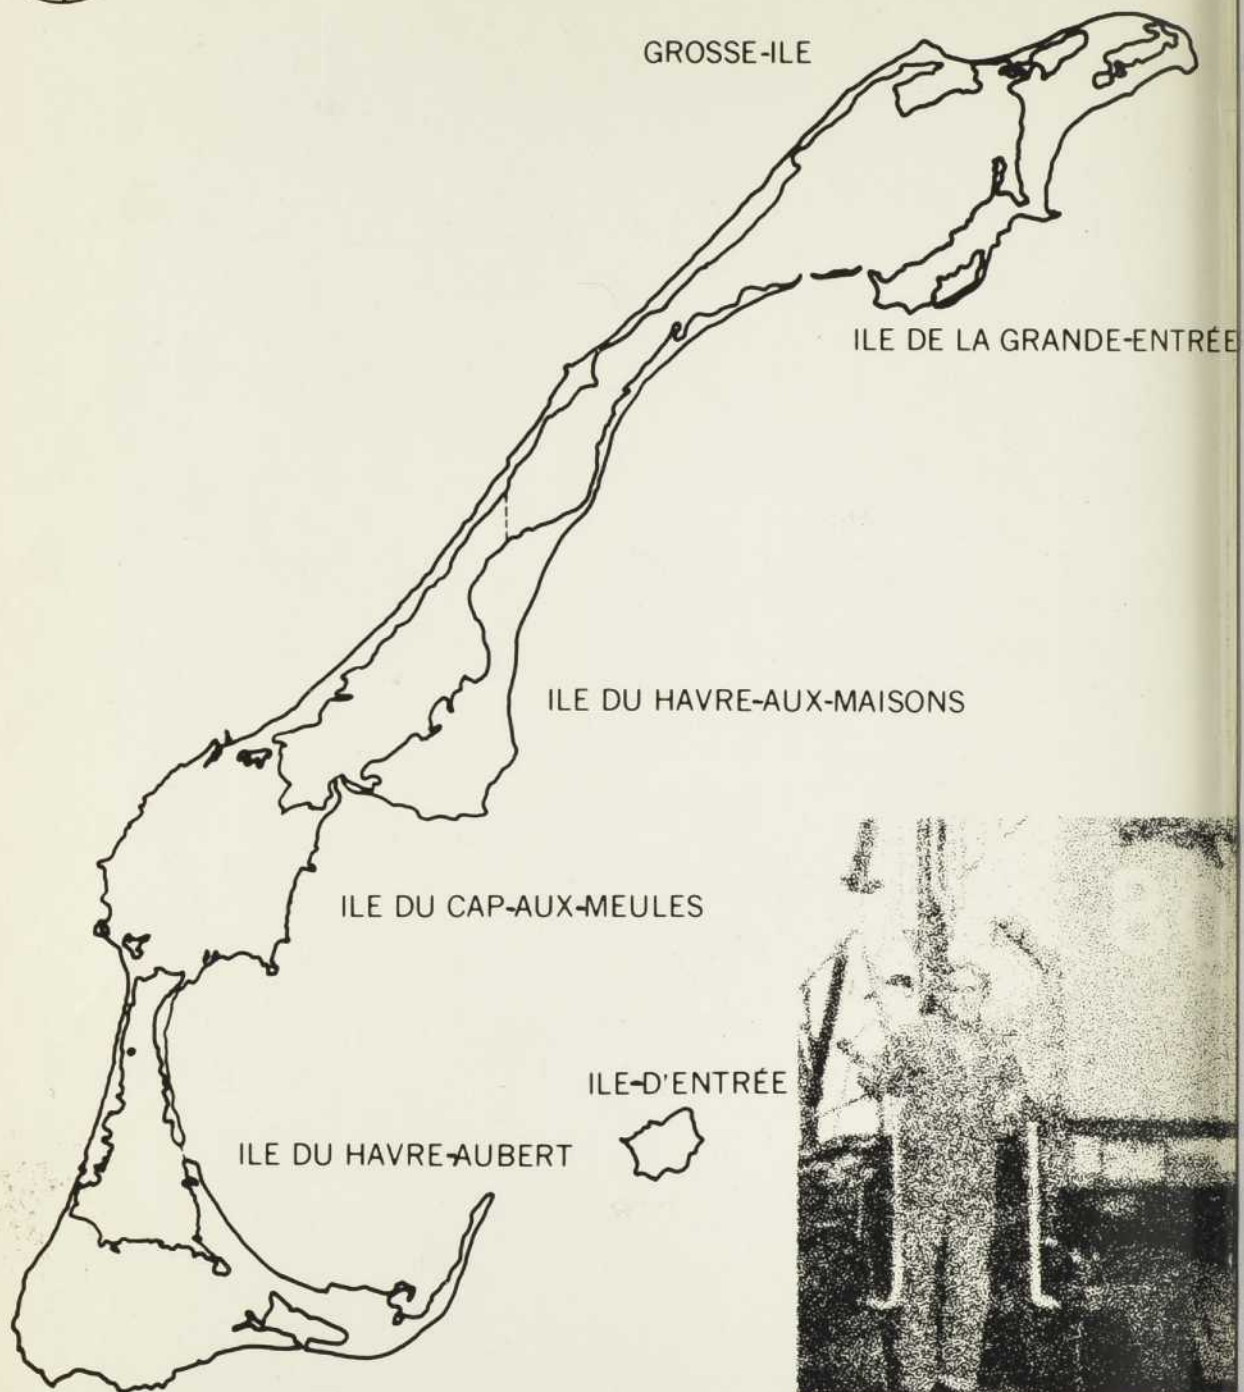 GROSSE-ILE
ILE DE LA GRANDE-ENTRÉE
ILE DU HAVRE-AUX-MAISONS
ILE DU CAP-AUX-MEULES
ILE-D'ENTRÉE
ILE DU HAVRE-AUBERT